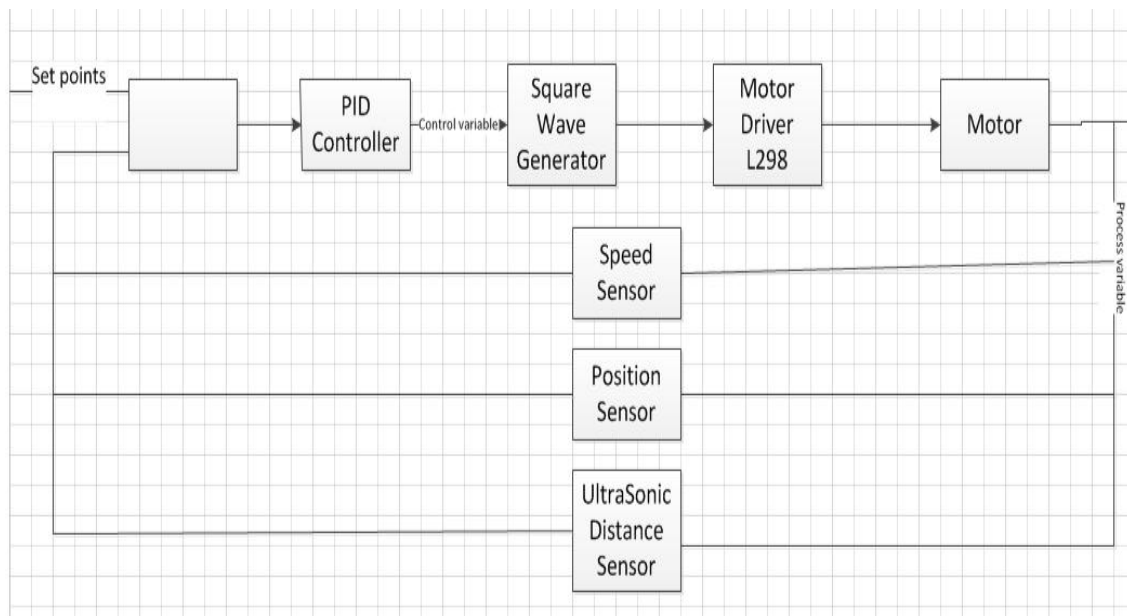 Set points
PID
Controller
Control variable
Square
Wave
Generator
Motor
Driver
L298
Motor
Process variable
Speed
Sensor
Position
Sensor
UltraSonic
Distance
Sensor